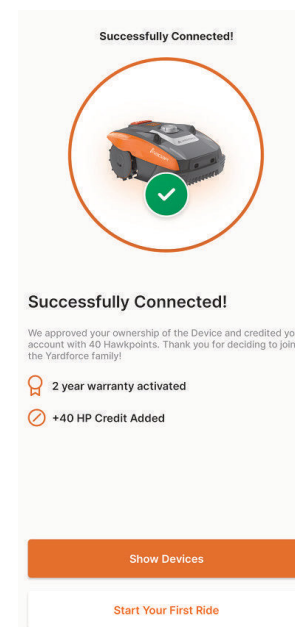 Successfully Connected!
Successfully Connected!
We approved your ownership of the Device and credited
account with 40 Hawkpoints. Thank you for deciding to join
the Yardforce family!
2 year warranty activated
+40 HP Credit Added
Show Devices
Start Your First Ride